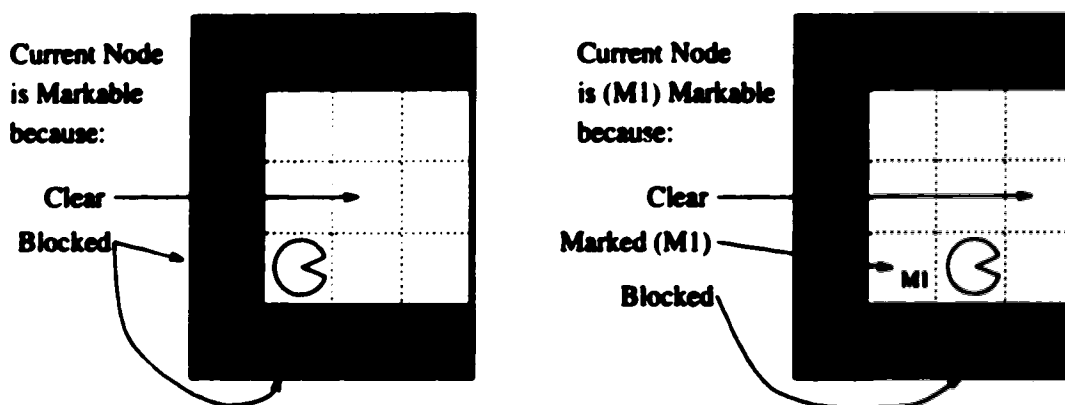 Current Node
is Markable
because:
Clear
Blocked
Current Node
is (M1) Markable
because:
Clear
Marked (M1)
M1
Blocked